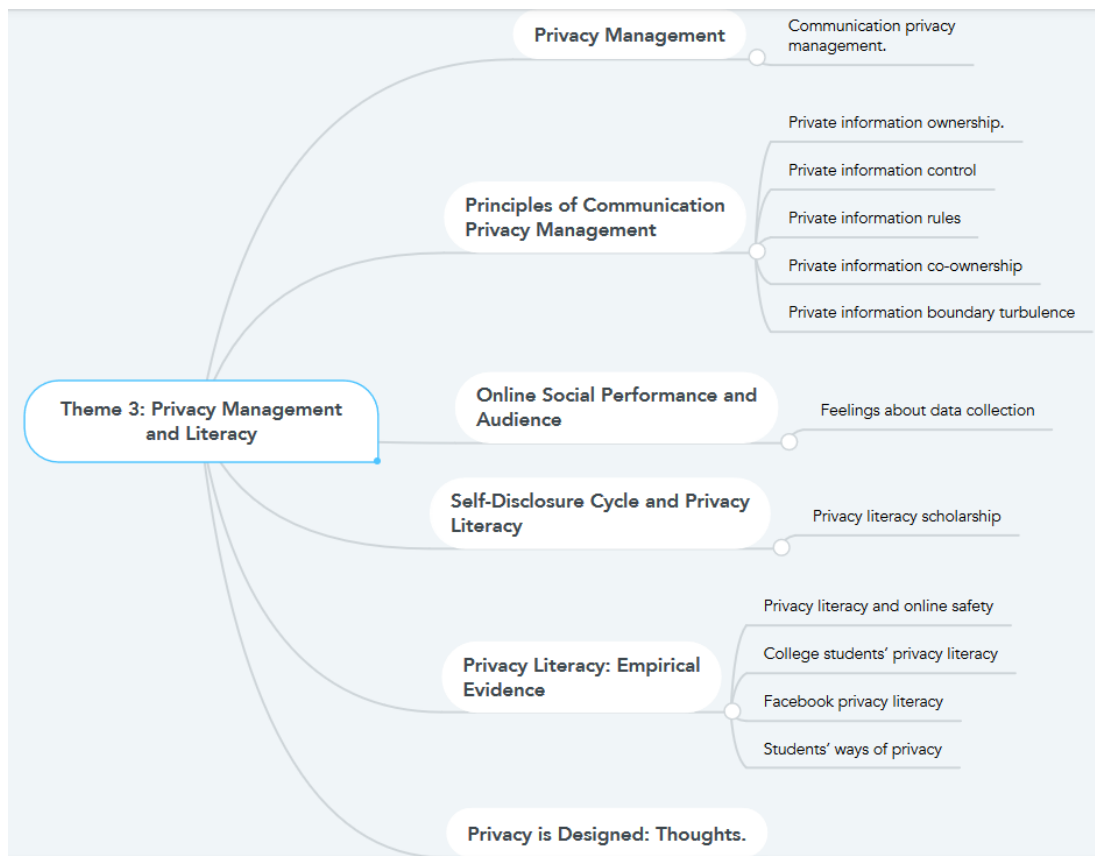 Privacy Management
Communication privacy
management.
Principles of Communication
Privacy Management
Private information ownership.
Private information control
Private information rules
Private information co-ownership
Private information boundary turbulence
Theme 3: Privacy Management
and Literacy
Online Social Performance and
Audience
Feelings about data collection
Self-Disclosure Cycle and Privacy
Literacy
Privacy literacy scholarship
Privacy Literacy: Empirical
Evidence
Privacy literacy and online safety
College students’ privacy literacy
Facebook privacy literacy
Students’ ways of privacy
Privacy is Designed: Thoughts.